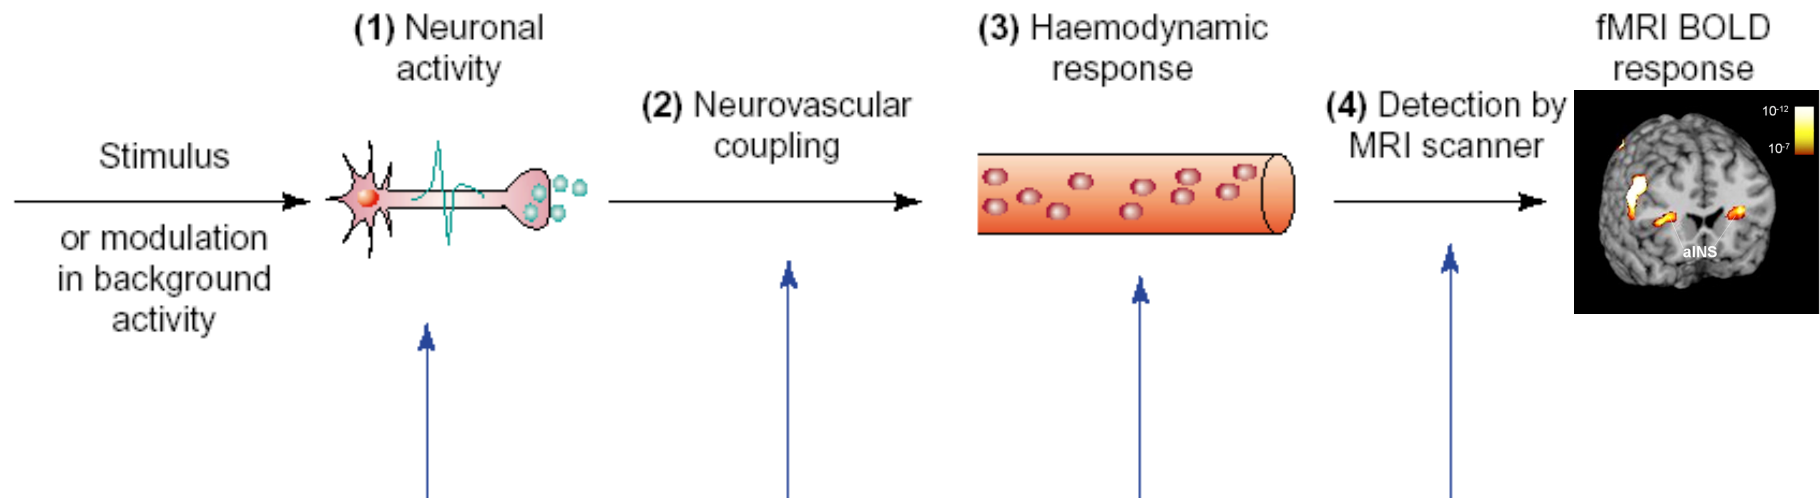 (1) Neuronal
activity
(3) Haemodynamic
response
fMRI BOLD
response
(2) Neurovascular
coupling
(4) Detection by
MRI scanner
Stimulus
or modulation
in background
activity
10-12
10-7
aINS